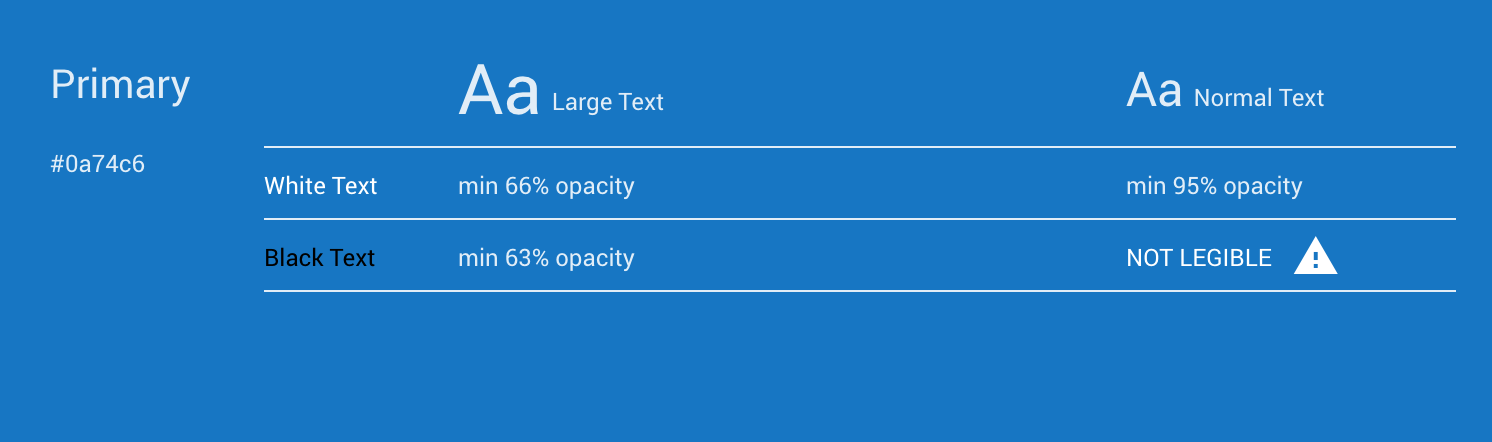 Primary
Aa Large Text
Aa Normal Text
#0a74c6
White Text
min 66% opacity
min 95% opacity
Black Text
min 63% opacity
NOT LEGIBLE